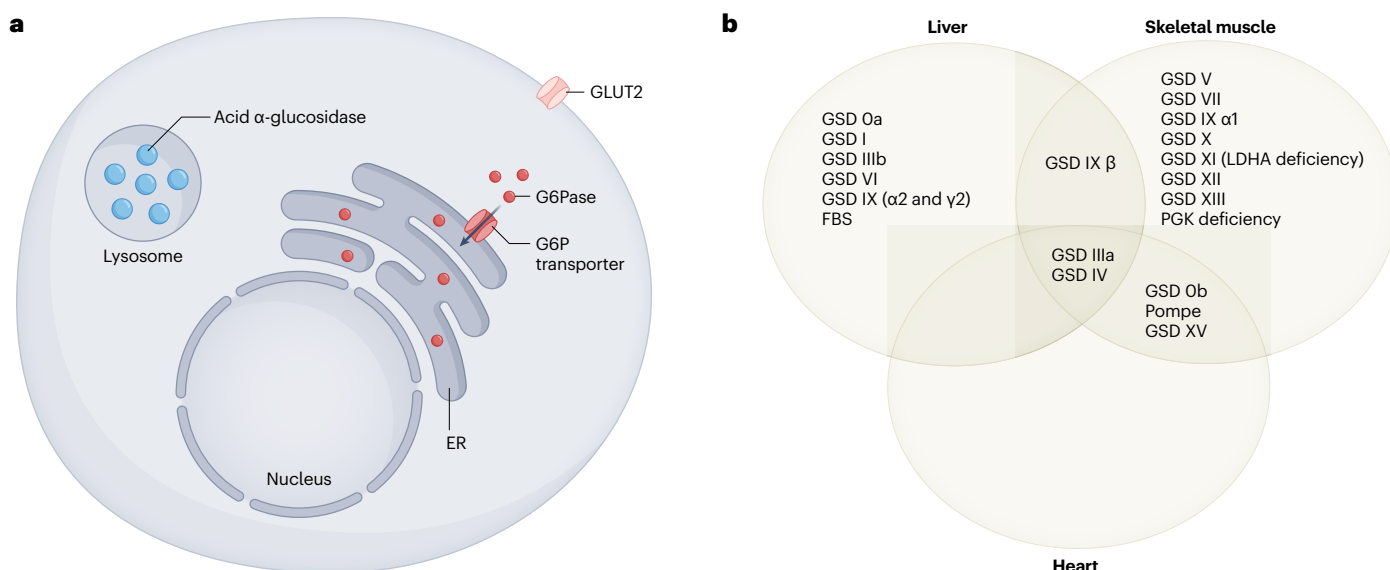 a
GLUT2
Acid α-glucosidase
G6Pase
G6P
transporter
Lysosome
ER
Nucleus
b
Liver
Skeletal muscle
GSD 0a
GSD I
GSD IIIb
GSD VI
GSD IX (α2 and γ2)
FBS
GSD IX β
GSD V
GSD VII
GSD IX α1
GSD X
GSD XI (LDHA deficiency)
GSD XII
GSD XIII
PGK deficiency
GSD IIIa
GSD IV
GSD 0b
Pompe
GSD XV
Heart